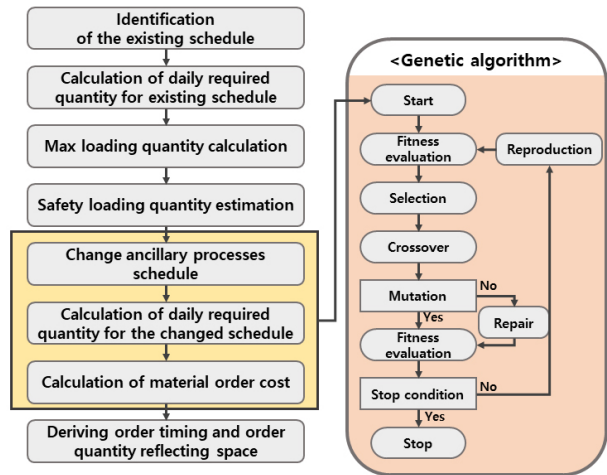 Identification
of the existing schedule
Calculation of daily required
quantity for existing schedule
Max loading quantity calculation
Safety loading quantity estimation
Change ancillary processes
schedule
Calculation of daily required
quantity for the changed schedule
Calculation of material order cost
Deriving order timing and order
quantity reflecting space
<Genetic algorithm>
Start
Fitness
evaluation
Reproduction
Selection
Crossover
Mutation
No
Yes
Repair
Fitness
evaluation
Stop condition
No
Yes
Stop